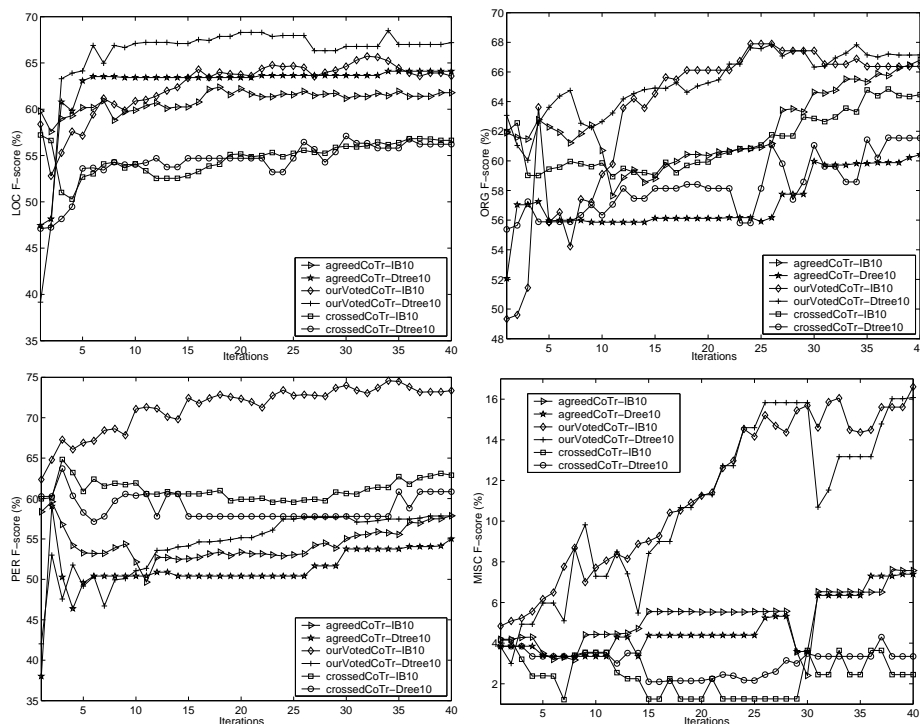 70
65
60
55
50
45
40
35
LOC F-score (%)
5 10 15 20 25 30 35 40
Iterations
agreedCoTr-IB10
agreedCoTr-Dtree10
ourVotedCoTr-IB10
ourVotedCoTr-Dtree10
crossedCoTr-IB10
crossedCoTr-Dtree10
70
68
66
64
62
60
58
56
54
52
50
48
ORG F-score (%)
5 10 15 20 25 30 35 40
Iterations
agreedCoTr-IB10
agreedCoTr-Dtree10
ourVotedCoTr-IB10
ourVotedCoTr-Dtree10
crossedCoTr-IB10
crossedCoTr-Dtree10
75
70
65
60
55
50
45
40
35
PER F-score (%)
5 10 15 20 25 30 35 40
Iterations
agreedCoTr-IB10
agreedCoTr-Dtree10
ourVotedCoTr-IB10
ourVotedCoTr-Dtree10
crossedCoTr-IB10
crossedCoTr-Dree10
16
14
12
10
8
6
4
2
MISC F-score (%)
5 10 15 20 25 30 35 40
Iterations
agreedCoTr-IB10
agreedCoTr-Dree10
ourVotedCoTr-IB10
ourVotedCoTr-Dtree10
crossedCoTr-IB10
crossedCoTr-Dtree10